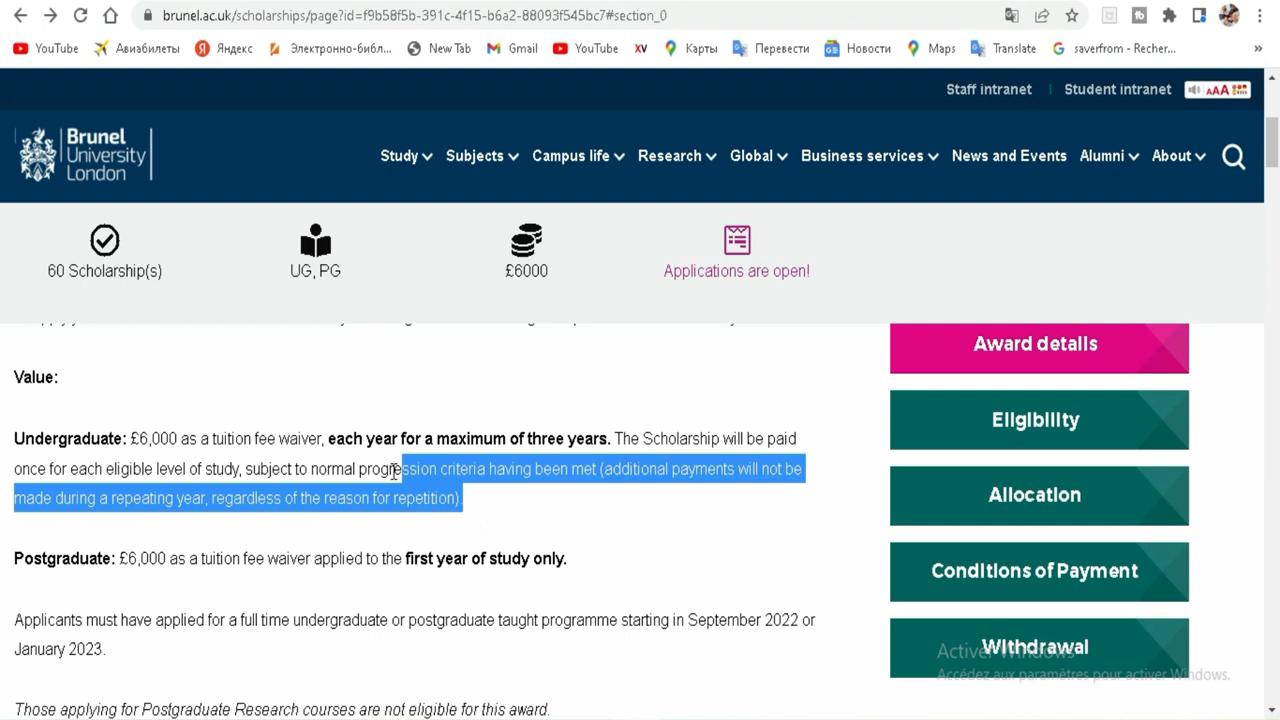 brunel.ac.uk/scholarships/page?id=f9b58f5b-391c-4f15-b6a2-88093f545bc7#section_0
YouTube Авиабилеты Яндекс Электронно-библ... New Tab Gmail YouTube Карты Перевести Новости Maps Translate saverfrom - Recher... »
Staff intranet Student intranet AAA
Brunel
University
London
Study Subjects Campus life Research Global Business services News and Events Alumni About
60 Scholarship(s) UG, PG £6000 Applications are open!
Award details
Value:
Eligibility
Undergraduate: £6,000 as a tuition fee waiver, each year for a maximum of three years. The Scholarship will be paid
once for each eligible level of study, subject to normal progression criteria having been met (additional payments will not be
made during a repeating year, regardless of the reason for repetition)
Allocation
Postgraduate: £6,000 as a tuition fee waiver applied to the first year of study only.
Conditions of Payment
Applicants must have applied for a full time undergraduate or postgraduate taught programme starting in September 2022 or
January 2023.
Withdrawal
Activer Windows
Accédez aux paramètres pour activer Windows.
Those applying for Postgraduate Research courses are not eligible for this award.